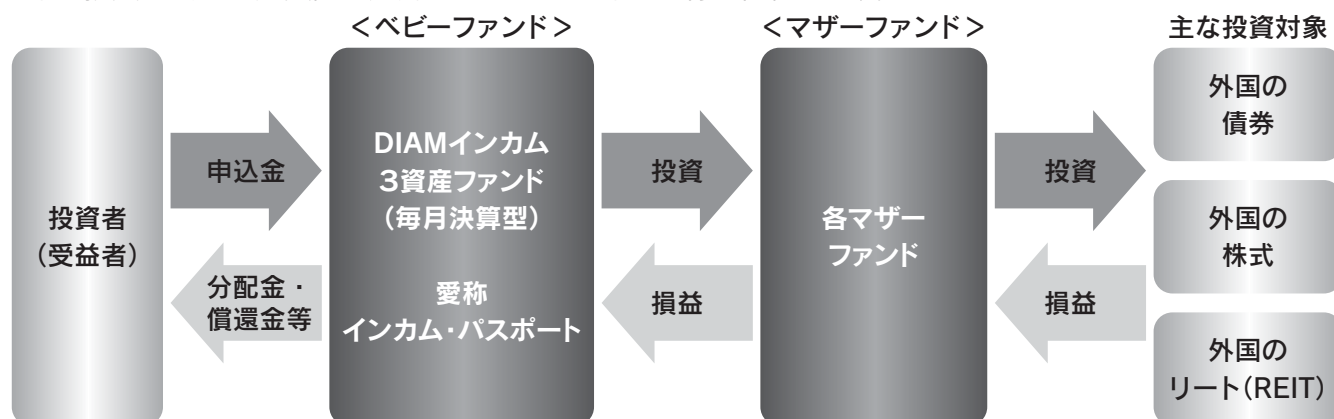 <ベビーファンド>
<マザーファンド>
主な投資対象
投資者
(受益者)
申込金
分配金・
償還金等
DIAMインカム
3資産ファンド
(毎月決算型)
愛称
インカム・パスポート
投資
損益
各マザー
ファンド
投資
損益
外国の
債券
外国の
株式
外国の
リート(REIT)